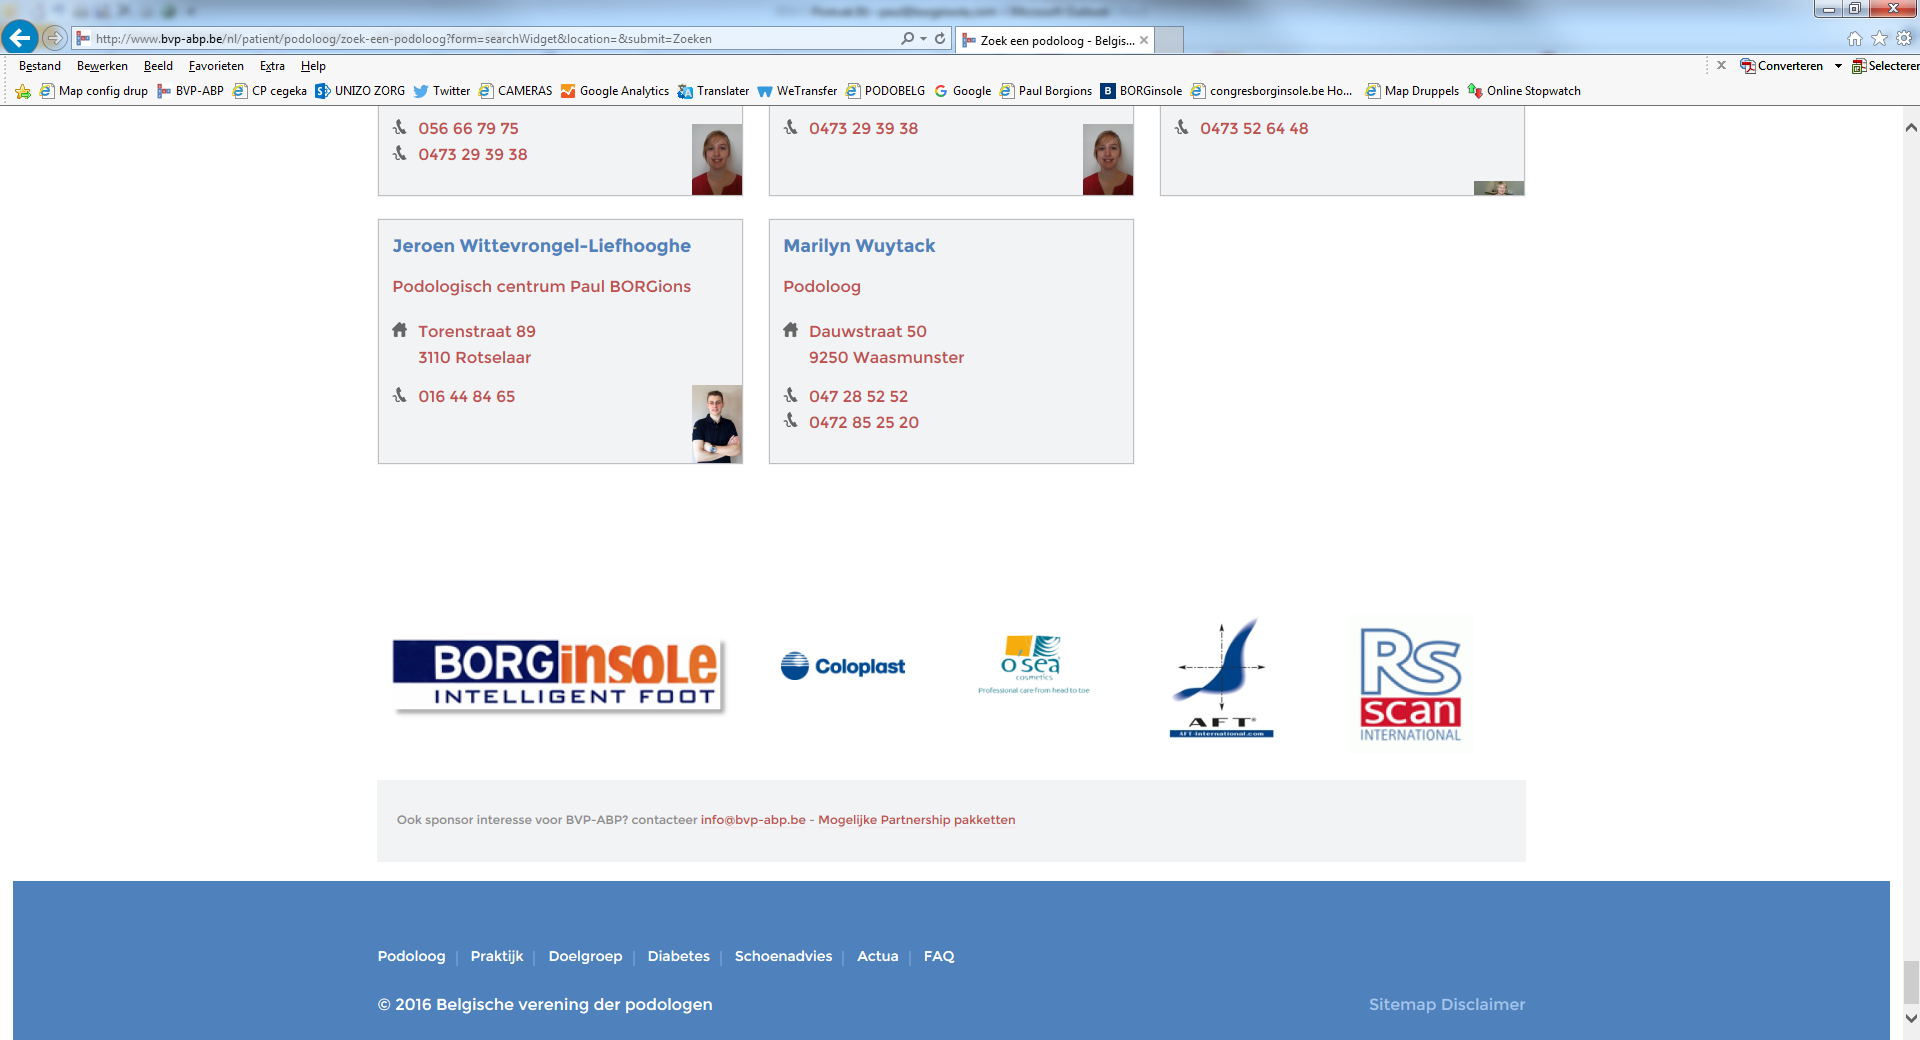 http://www.bvp-abp.be/nl/patient/podoloog/zoek-een-podoloog?form=searchWidget&location=&submit=Zoeken
Zoek een podoloog - Belgis...
Bestand Bewerken Beeld Favorieten Extra Help
Converteren Selecteren
Map config drup BVP-ABP CP cegeka UNIZO ZORG Twitter CAMERAS Google Analytics Translater WeTransfer PODOBELG Google Paul Borgions BORGinsole congresborginsole.be Ho... Map Druppels Online Stopwatch
056 66 79 75
0473 29 39 38
0473 29 39 38
0473 52 64 48
Jeroen Wittevrongel-Liefhooghe
Podologisch centrum Paul BORGions
Torenstraat 89
3110 Rotselaar
016 44 84 65
Marilyn Wuytack
Podoloog
Dauwstraat 50
9250 Waasmunster
047 28 52 52
0472 85 25 20
BORGinsole
INTELLIGENT FOOT
Coloplast
o'sea
cosmetics
Professional care from head to toe
AFT
AFT-International.com
RS
scan
INTERNATIONAL
Ook sponsor interesse voor BVP-ABP? contacteer info@bvp-abp.be - Mogelijke Partnership pakketten
Podoloog | Praktijk | Doelgroep | Diabetes | Schoenadvies | Actua | FAQ
© 2016 Belgische verening der podologen
Sitemap Disclaimer